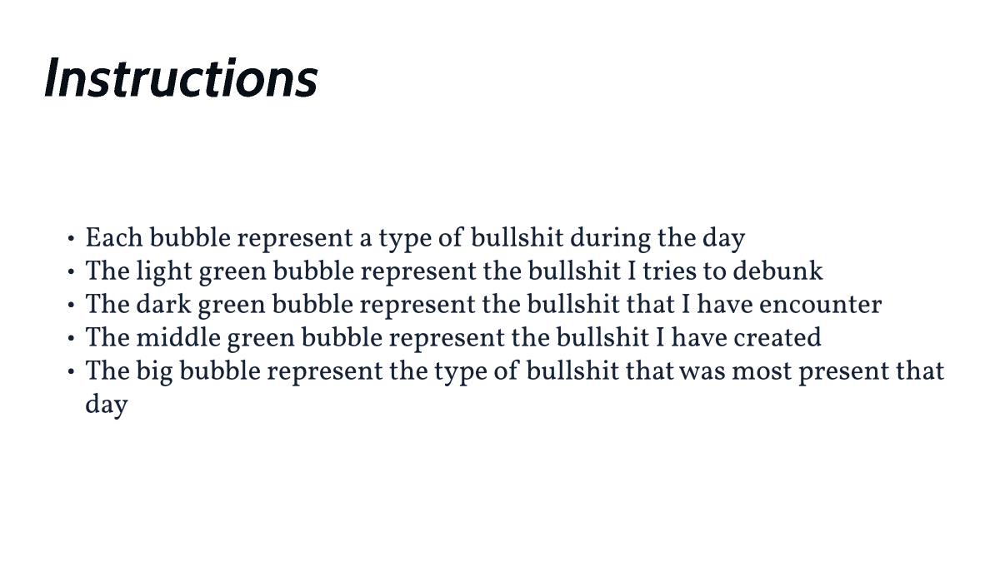 Instructions
• Each bubble represent a type of bullshit during the day
• The light green bubble represent the bullshit I tries to debunk
• The dark green bubble represent the bullshit that I have encounter
• The middle green bubble represent the bullshit I have created
• The big bubble represent the type of bullshit that was most present that
day